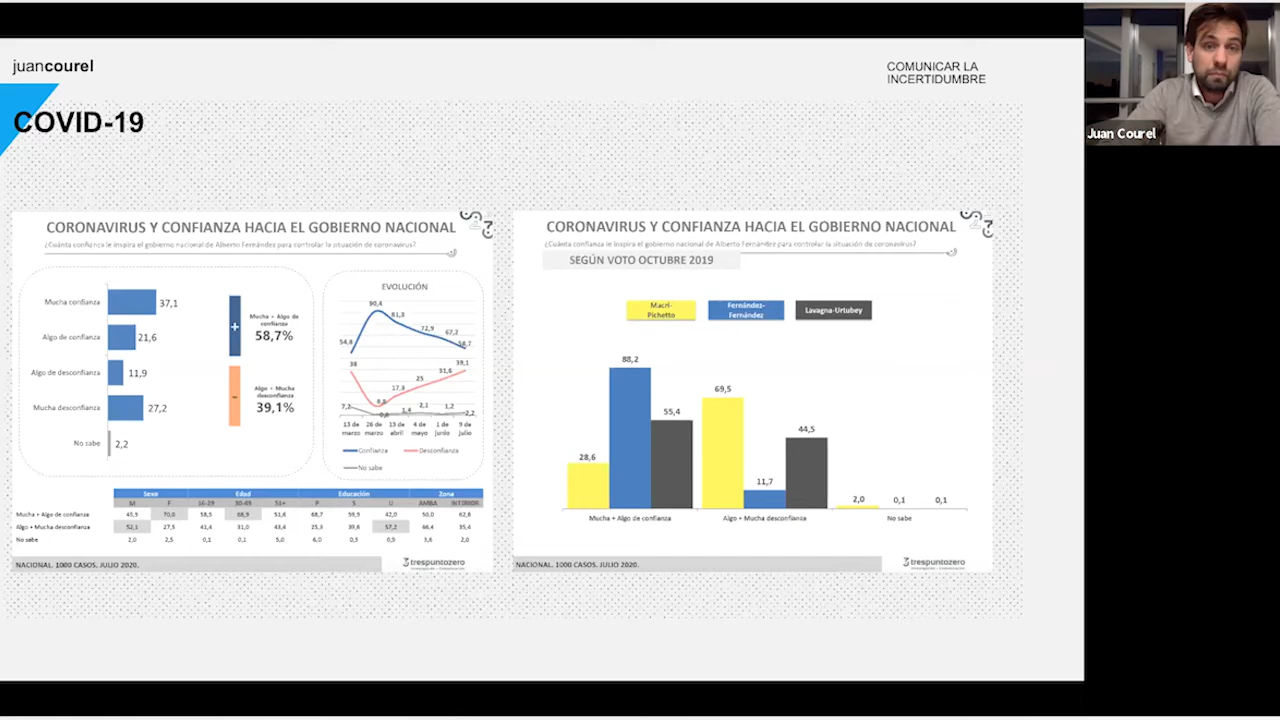 juancourel
COMUNICAR LA
INCERTIDUMBRE
COVID-19
Juan Courel
CORONAVIRUS Y CONFIANZA HACIA EL GOBIERNO NACIONAL
¿Cuánta confianza le inspira el gobierno nacional de Alberto Fernández para controlar la situación de coronavirus?
Mucha confianza
37,1
Algo de confianza
21,6
Algo de desconfianza
11,9
Mucha desconfianza
27,2
No sabe
2,2
+
Mucha + Algo de
confianza
58,7%
-
Algo + Mucha
desconfianza
39,1%
EVOLUCIÓN
54,8 90,4 81,3 72,9 67,2 58,7
38 8,8 17,3 25 31,6 39,1
7,2 0,8 1,4 2,1 1,2 2,2
13 de marzo
26 de marzo
13 de abril
4 de mayo
1 de junio
9 de julio
Confianza
Desconfianza
No sabe
Sexo Edad Educación Zona
M F 16-29 30-49 51+ P S U AMBA INTERIOR
Mucha + Algo de confianza 45,9 70,0 58,5 68,9 51,6 68,7 59,9 42,0 50,0 62,6
Algo + Mucha desconfianza 52,1 27,5 41,4 31,0 43,4 25,3 39,6 57,2 46,4 35,4
No sabe 2,0 2,5 0,1 0,1 5,0 6,0 0,5 0,9 3,6 2,0
NACIONAL. 1000 CASOS. JULIO 2020.
trespuntozero
CORONAVIRUS Y CONFIANZA HACIA EL GOBIERNO NACIONAL
¿Cuánta confianza le inspira el gobierno nacional de Alberto Fernández para controlar la situación de coronavirus?
SEGÚN VOTO OCTUBRE 2019
Macri-
Pichetto
Fernández-
Fernández
Lavagna-Urtubey
28,6 88,2 55,4
69,5 11,7 44,5
2,0 0,1 0,1
Mucha + Algo de confianza
Algo + Mucha desconfianza
No sabe
NACIONAL. 1000 CASOS. JULIO 2020.
trespuntozero